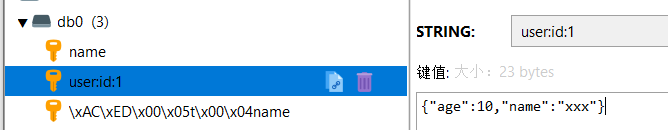 db0 (3)
name
user:id:1
\xAC\xED\x00\x05t\x00\x04name
STRING: user:id:1
键值: 大小: 23 bytes
{"age":10,"name":"xxx"}